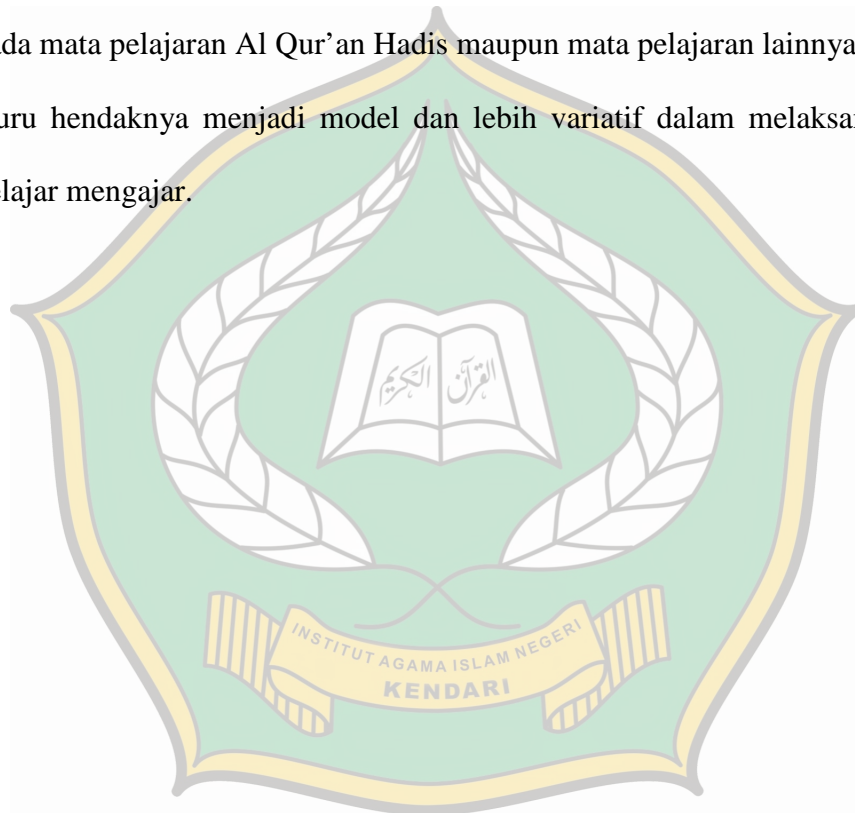 ada mata pelajaran Al Qur’an Hadis maupun mata pelajaran lainnya
uru hendaknya menjadi model dan lebih variatif dalam melaksa
elajar mengajar.
القرآن الكريم
INSTITUT AGAMA ISLAM NEGERI
KENDARI